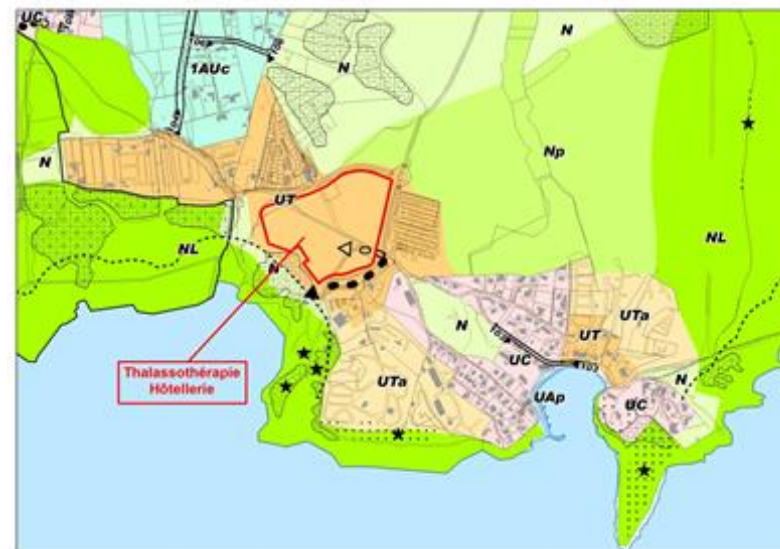 UC
1AUc
N
N
Np
N
UT
NL
NL
N
Thalassothérapie
Hôtellerie
N
UTa
UT
UTa
UC
N
UAp
UC